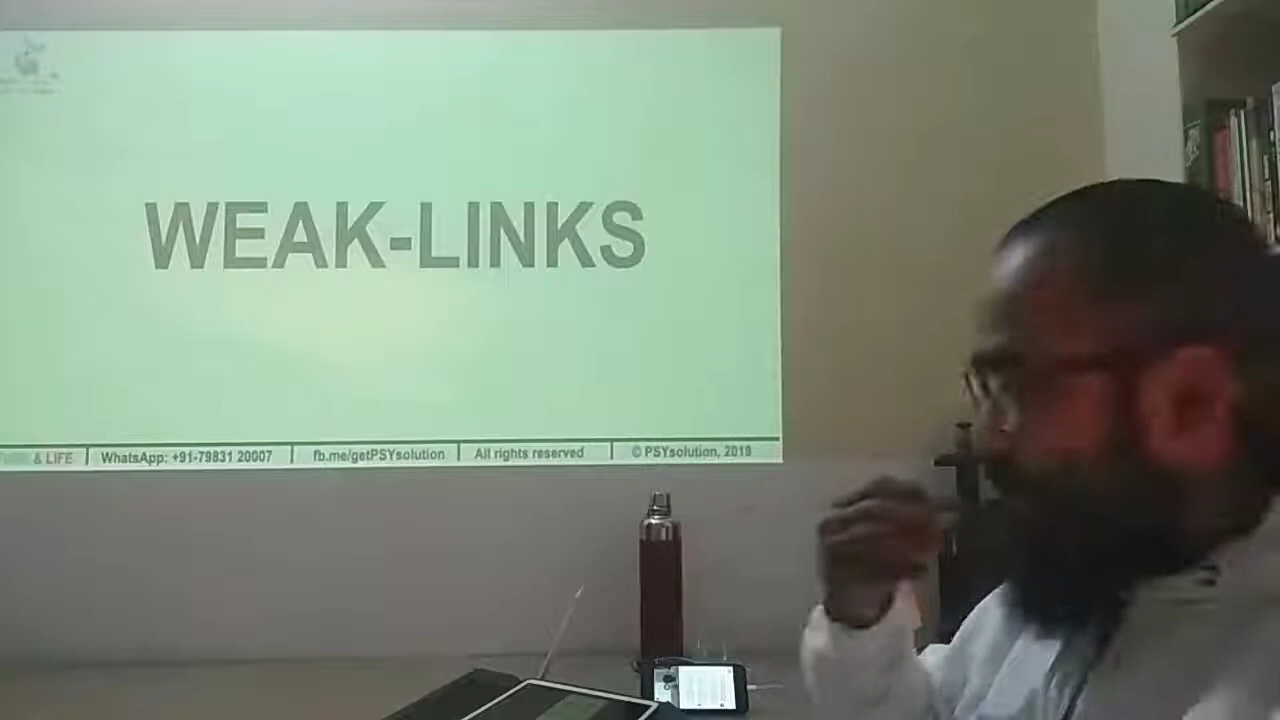 WEAK-LINKS
& LIFE WhatsApp: +91-79831 20007 fb.me/getPSYsolution All rights reserved © PSYsolution, 2019